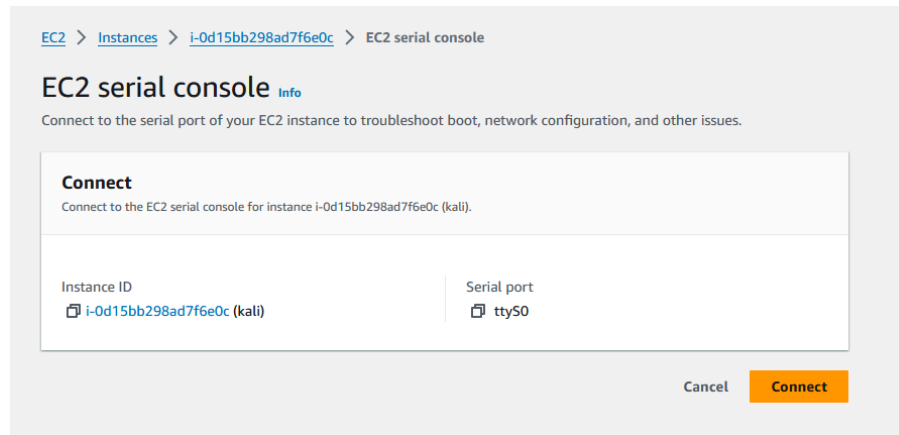 EC2 > Instances > i-0d15bb298ad7f6e0c > EC2 serial console
EC2 serial console Info
Connect to the serial port of your EC2 instance to troubleshoot boot, network configuration, and other issues.
Connect
Connect to the EC2 serial console for instance i-0d15bb298ad7f6e0c (kali).
Instance ID
i-0d15bb298ad7f6e0c (kali)
Serial port
ttyS0
Cancel
Connect